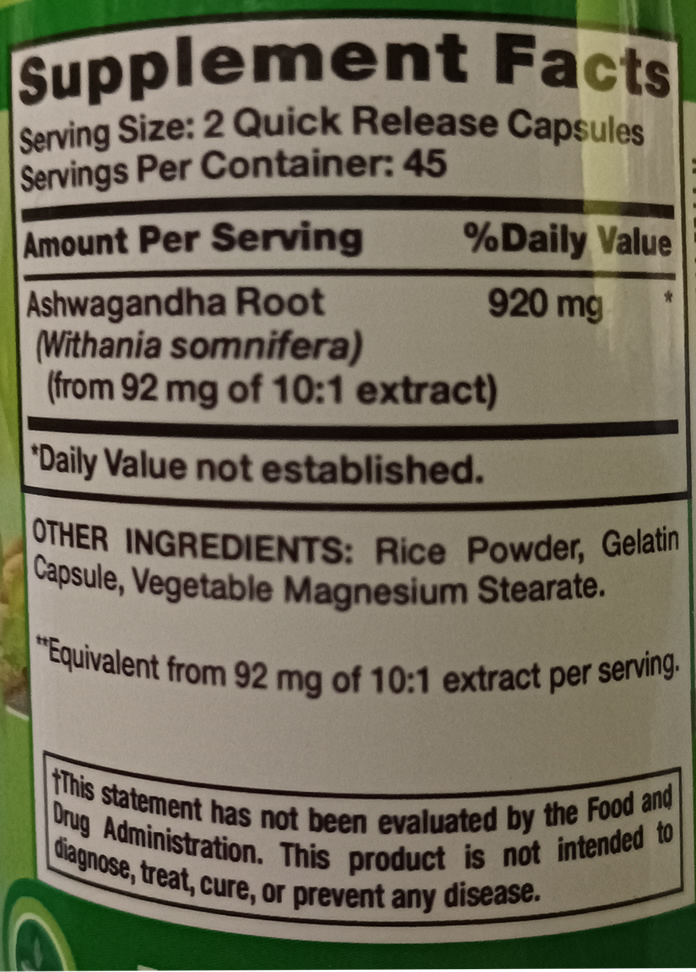 Supplement Facts
Serving Size: 2 Quick Release Capsules
Servings Per Container: 45
Amount Per Serving %Daily Value
Ashwagandha Root 920 mg *
(Withania somnifera)
(from 92 mg of 10:1 extract)
*Daily Value not established.
OTHER INGREDIENTS: Rice Powder, Gelatin
Capsule, Vegetable Magnesium Stearate.
**Equivalent from 92 mg of 10:1 extract per serving.
†This statement has not been evaluated by the Food and
Drug Administration. This product is not intended to
diagnose, treat, cure, or prevent any disease.